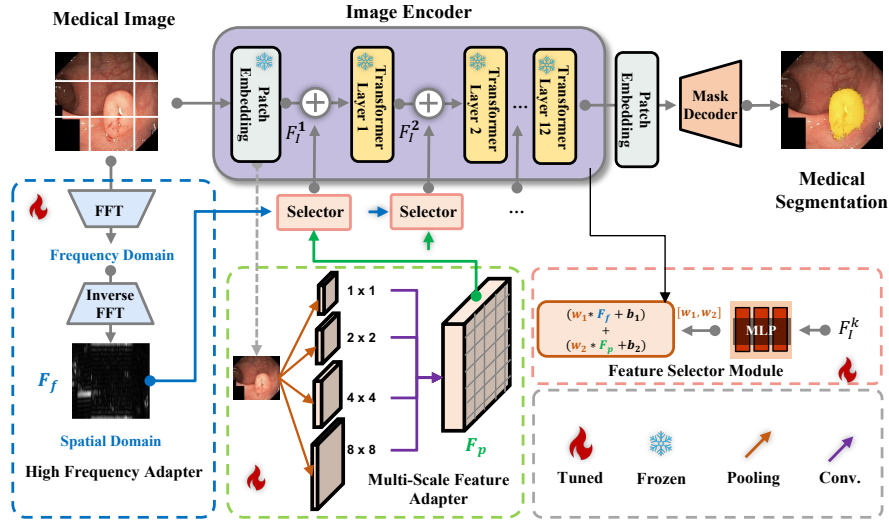 Medical Image
Image Encoder
Patch
Embedding
F_I^1
Transformer
Layer 1
F_I^2
Transformer
Layer 2
...
Transformer
Layer 12
Patch
Embedding
Mask
Decoder
Medical
Segmentation
Selector
Selector
...
FFT
Frequency Domain
Inverse
FFT
F_f
Spatial Domain
High Frequency Adapter
1 x 1
2 x 2
4 x 4
8 x 8
F_p
Multi-Scale Feature
Adapter
(w_1* F_f + b_1)
+
(w_2 * F_p +b_2)
[w_1, w_2]
MLP
F_I^k
Feature Selector Module
Tuned
Frozen
Pooling
Conv.